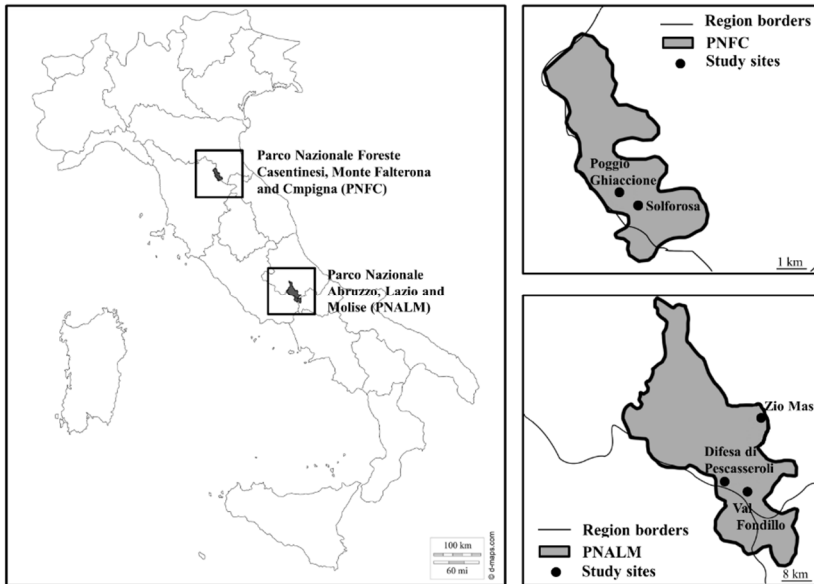 Parco Nazionale Foreste
Casentinesi, Monte Falterona
and Cmpigna (PNFC)
Parco Nazionale
Abruzzo, Lazio and
Molise (PNALM)
100 km
60 mi
© d-maps.com
Region borders
PNFC
Study sites
Poggio
Ghiaccione
Solforosa
1 km
Zio Mas
Difesa di
Pescasseroli
Val
Fondillo
Region borders
PNALM
Study sites
8 km